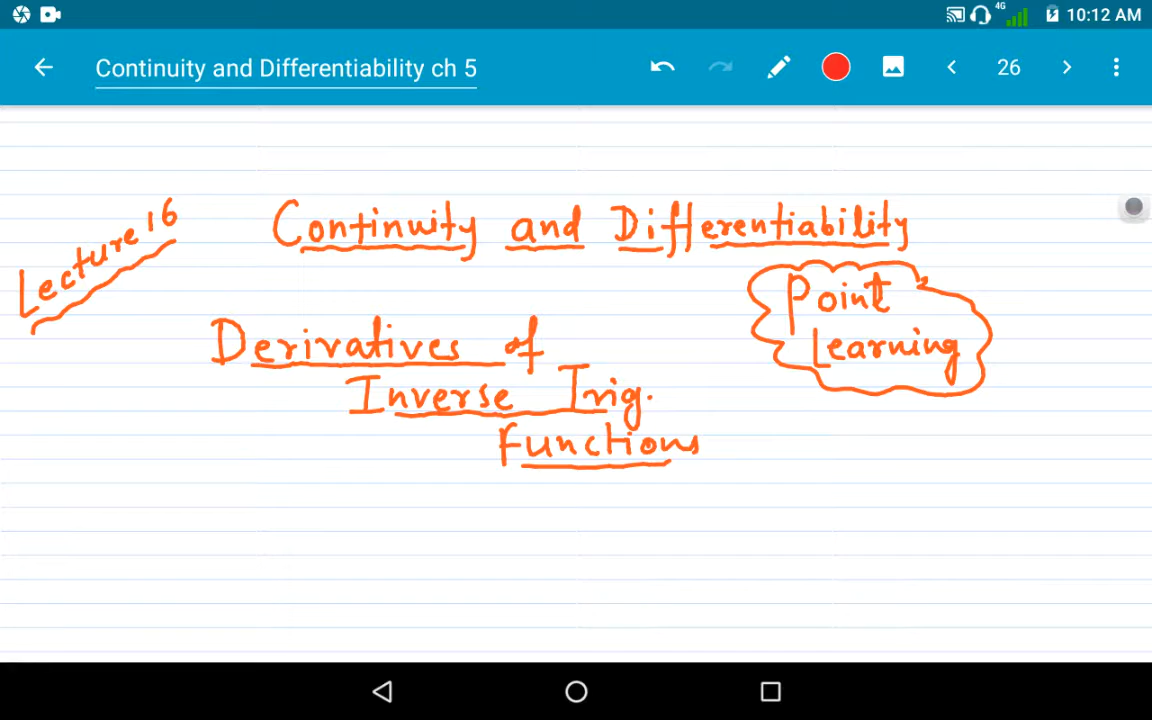 4G 10:12 AM
Continuity and Differentiability ch 5 26
Lecture 16
Continuity and Differentiability
Point
Learning
Derivatives of
Inverse Trig.
Functions